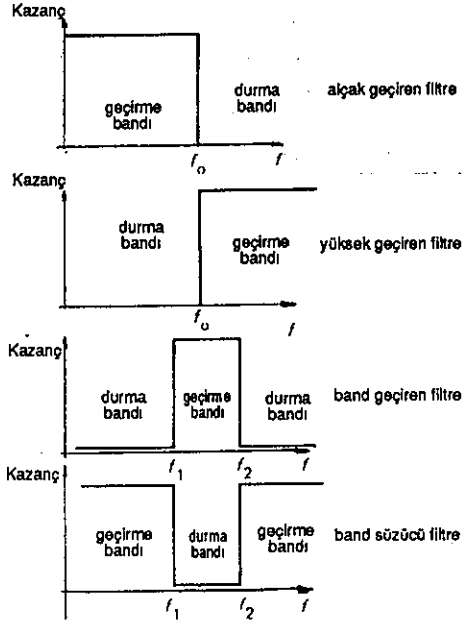 Kazanç
geçirme
bandı
durma
bandı
alçak geçiren filtre
f₀
f
Kazanç
durma
bandı
geçirme
bandı
yüksek geçiren filtre
f₀
f
Kazanç
durma
bandı
geçirme
bandı
durma
bandı
band geçiren filtre
f₁
f₂
f
Kazanç
geçirme
bandı
durma
bandı
geçirme
bandı
band süzücü filtre
f₁
f₂
f